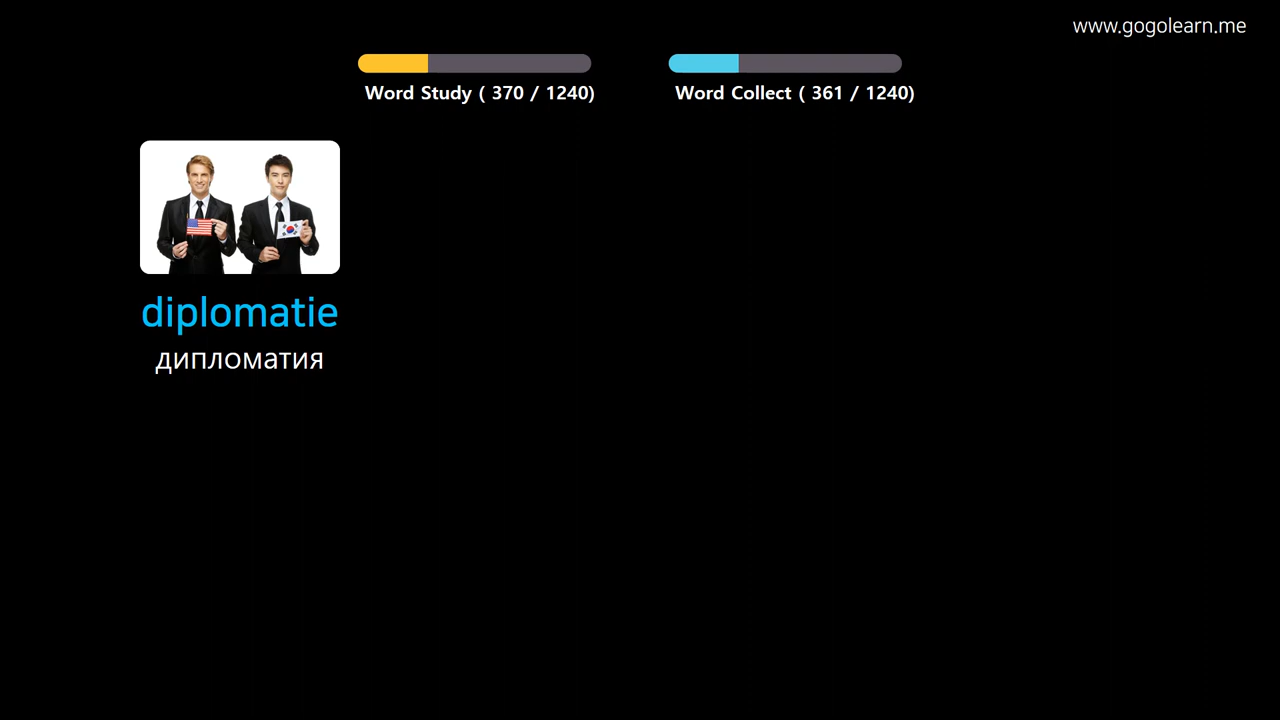 www.gogolearn.me
Word Study ( 370 / 1240)
Word Collect ( 361 / 1240)
diplomatie
дипломатия